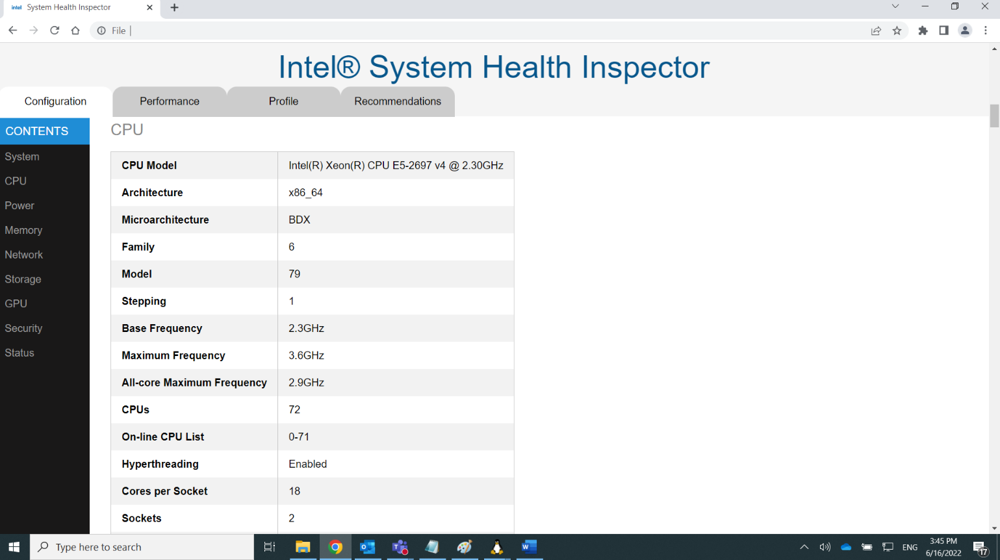 intel System Health Inspector
File
Intel® System Health Inspector
Configuration Performance Profile Recommendations
CONTENTS
System
CPU
Power
Memory
Network
Storage
GPU
Security
Status
CPU
CPU Model Intel(R) Xeon(R) CPU E5-2697 v4 @ 2.30GHz
Architecture x86_64
Microarchitecture BDX
Family 6
Model 79
Stepping 1
Base Frequency 2.3GHz
Maximum Frequency 3.6GHz
All-core Maximum Frequency 2.9GHz
CPUs 72
On-line CPU List 0-71
Hyperthreading Enabled
Cores per Socket 18
Sockets 2
Type here to search
ENG
3:45 PM
6/16/2022
17